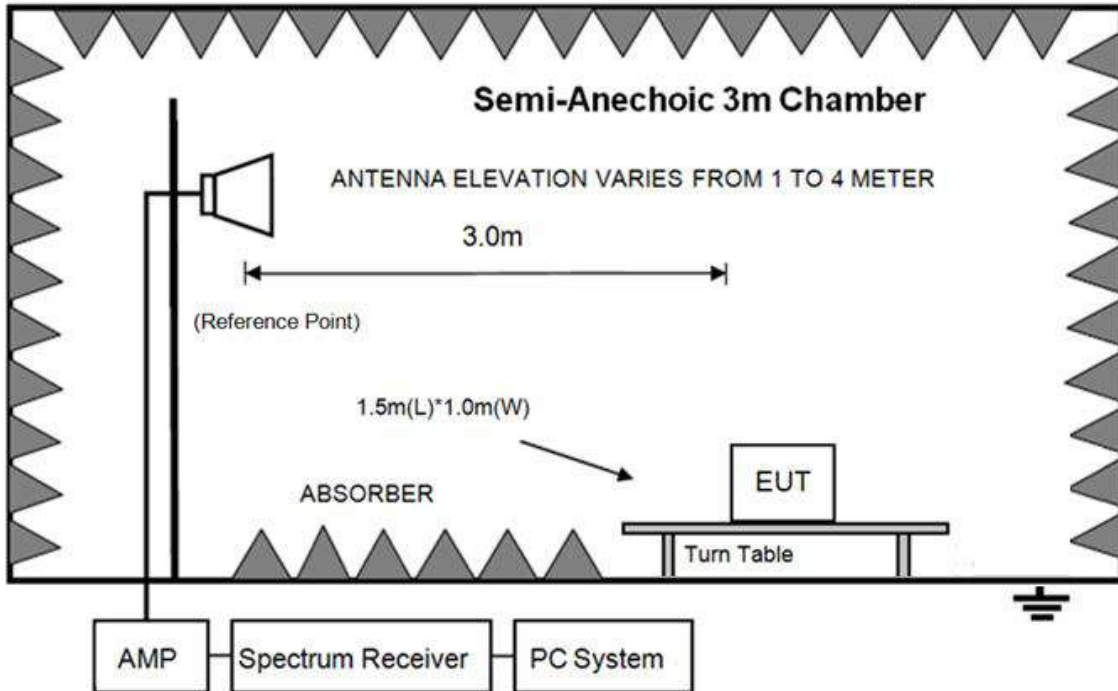 Semi-Anechoic 3m Chamber
ANTENNA ELEVATION VARIES FROM 1 TO 4 METER
3.0m
(Reference Point)
1.5m(L)*1.0m(W)
ABSORBER
EUT
Turn Table
AMP
Spectrum Receiver
PC System